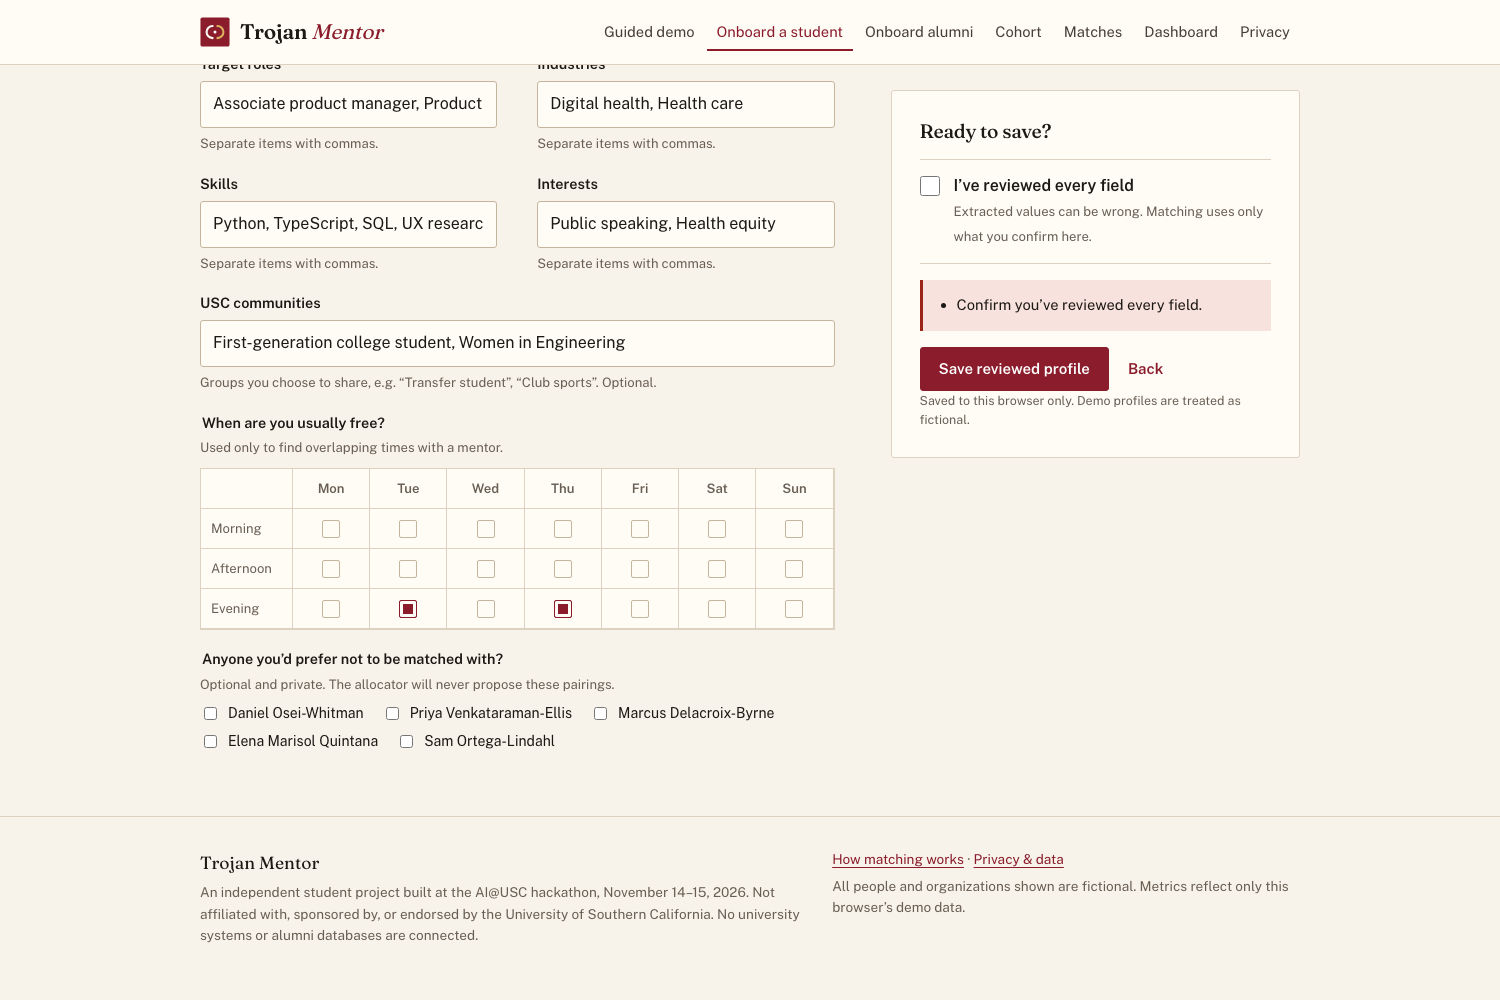 Trojan Mentor
Guided demo
Onboard a student
Onboard alumni
Cohort
Matches
Dashboard
Privacy
Target roles
Industries
Associate product manager, Product
Digital health, Health care
Separate items with commas.
Separate items with commas.
Skills
Interests
Python, TypeScript, SQL, UX researc
Public speaking, Health equity
Separate items with commas.
Separate items with commas.
USC communities
First-generation college student, Women in Engineering
Groups you choose to share, e.g. “Transfer student”, “Club sports”. Optional.
When are you usually free?
Used only to find overlapping times with a mentor.
Mon Tue Wed Thu Fri Sat Sun
Morning
Afternoon
Evening
Anyone you’d prefer not to be matched with?
Optional and private. The allocator will never propose these pairings.
Daniel Osei-Whitman
Priya Venkataraman-Ellis
Marcus Delacroix-Byrne
Elena Marisol Quintana
Sam Ortega-Lindahl
Ready to save?
I’ve reviewed every field
Extracted values can be wrong. Matching uses only
what you confirm here.
• Confirm you’ve reviewed every field.
Save reviewed profile
Back
Saved to this browser only. Demo profiles are treated as
fictional.
Trojan Mentor
An independent student project built at the AI@USC hackathon, November 14–15, 2026. Not
affiliated with, sponsored by, or endorsed by the University of Southern California. No university
systems or alumni databases are connected.
How matching works · Privacy & data
All people and organizations shown are fictional. Metrics reflect only this
browser’s demo data.